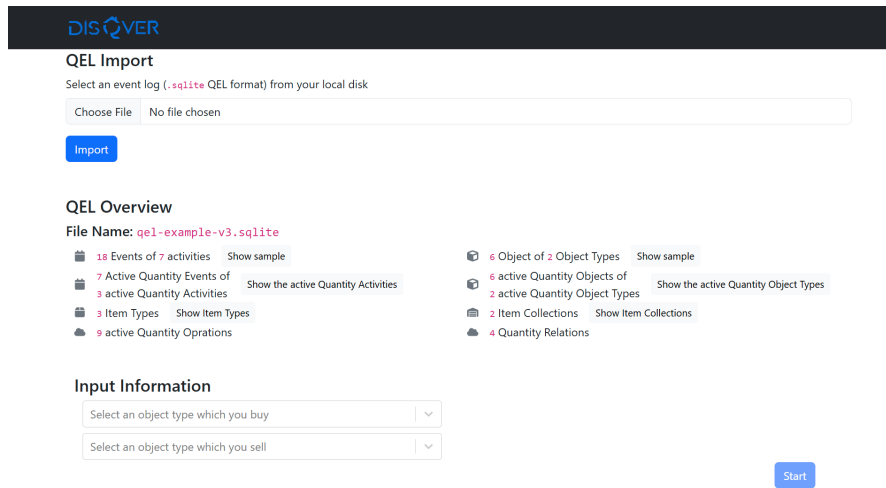 DISQVER
QEL Import
Select an event log (.sqlite QEL format) from your local disk
Choose File No file chosen
Import
QEL Overview
File Name: qel-example-v3.sqlite
18 Events of 7 activities Show sample
7 Active Quantity Events of
3 active Quantity Activities Show the active Quantity Activities
3 Item Types Show Item Types
9 active Quantity Oprations
6 Object of 2 Object Types Show sample
6 active Quantity Objects of
2 active Quantity Object Types Show the active Quantity Object Types
2 Item Collections Show Item Collections
4 Quantity Relations
Input Information
Select an object type which you buy
Select an object type which you sell
Start